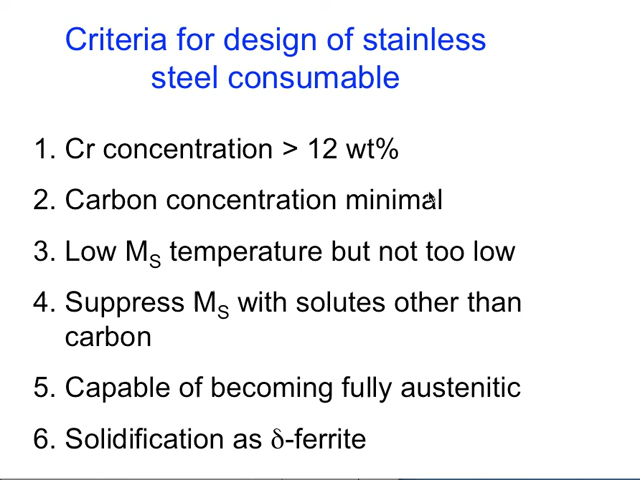 Criteria for design of stainless
steel consumable
1. Cr concentration > 12 wt%
2. Carbon concentration minimal
3. Low MS temperature but not too low
4. Suppress MS with solutes other than
carbon
5. Capable of becoming fully austenitic
6. Solidification as δ-ferrite